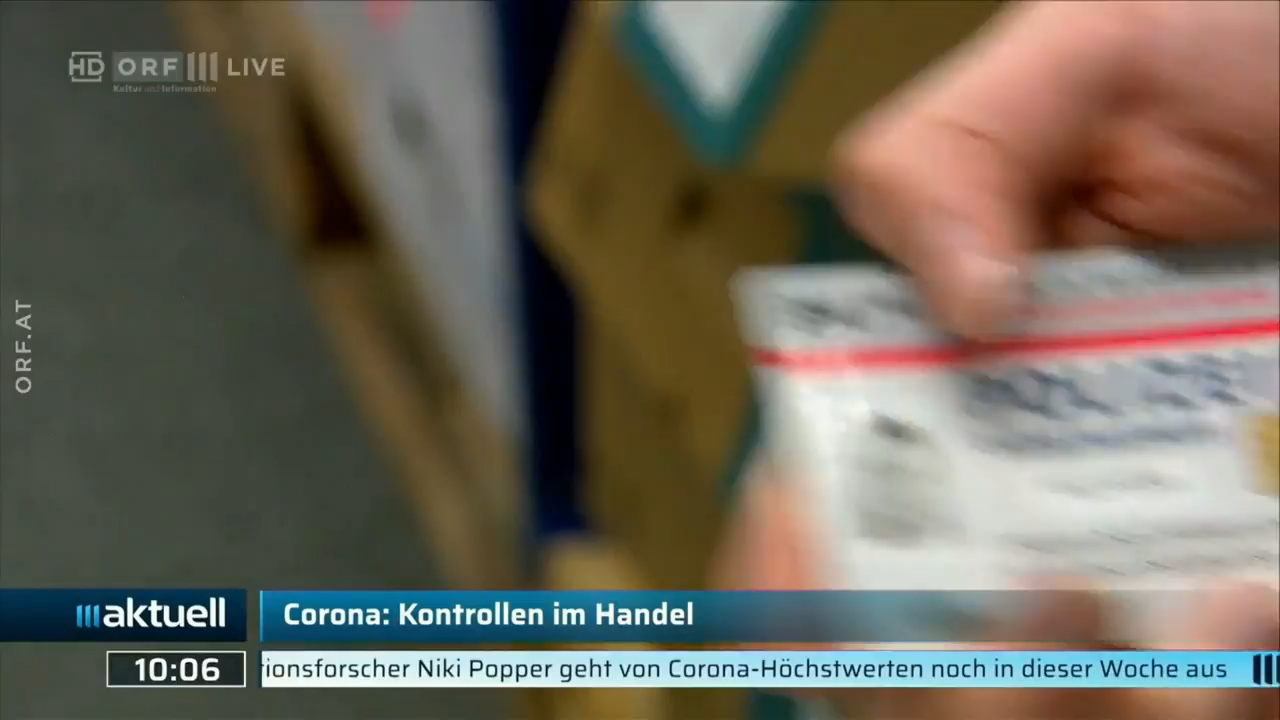 HD ORF III LIVE
Kultur und Information
ORF.AT
III aktuell
Corona: Kontrollen im Handel
10:06
ionsforscher Niki Popper geht von Corona-Höchstwerten noch in dieser Woche aus